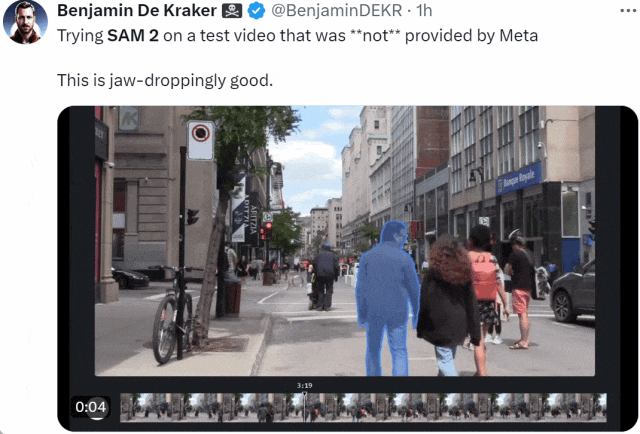 Benjamin De Kraker @BenjaminDEKR · 1h
Trying SAM 2 on a test video that was **not** provided by Meta
This is jaw-droppingly good.
Banque Royale
3:19
0:04